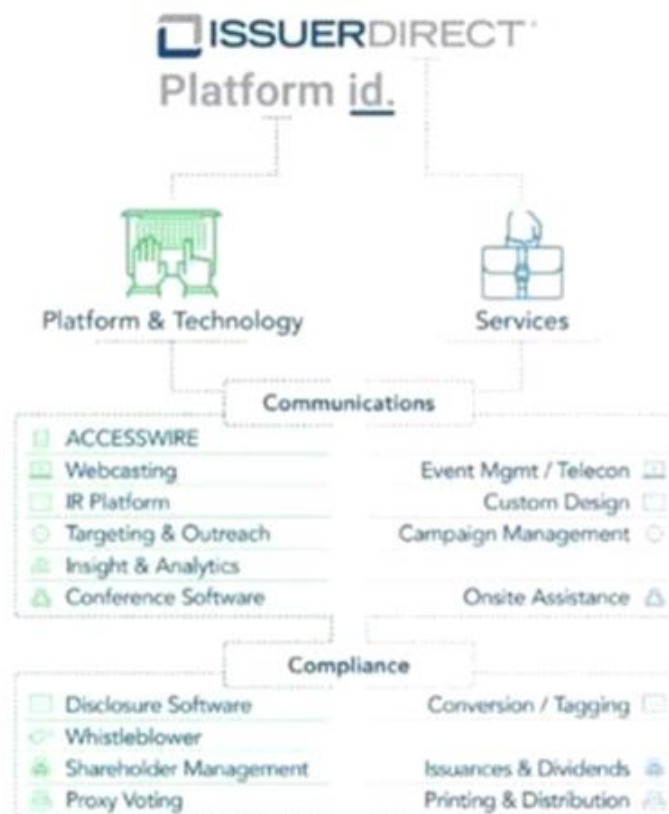 ISSUERDIRECT
Platform id.
Platform & Technology
Services
Communications
ACCESSWIRE
Webcasting
Event Mgmt / Telecon
IR Platform
Custom Design
Targeting & Outreach
Campaign Management
Insight & Analytics
Conference Software
Onsite Assistance
Compliance
Disclosure Software
Conversion / Tagging
Whistleblower
Shareholder Management
Issuances & Dividends
Proxy Voting
Printing & Distribution